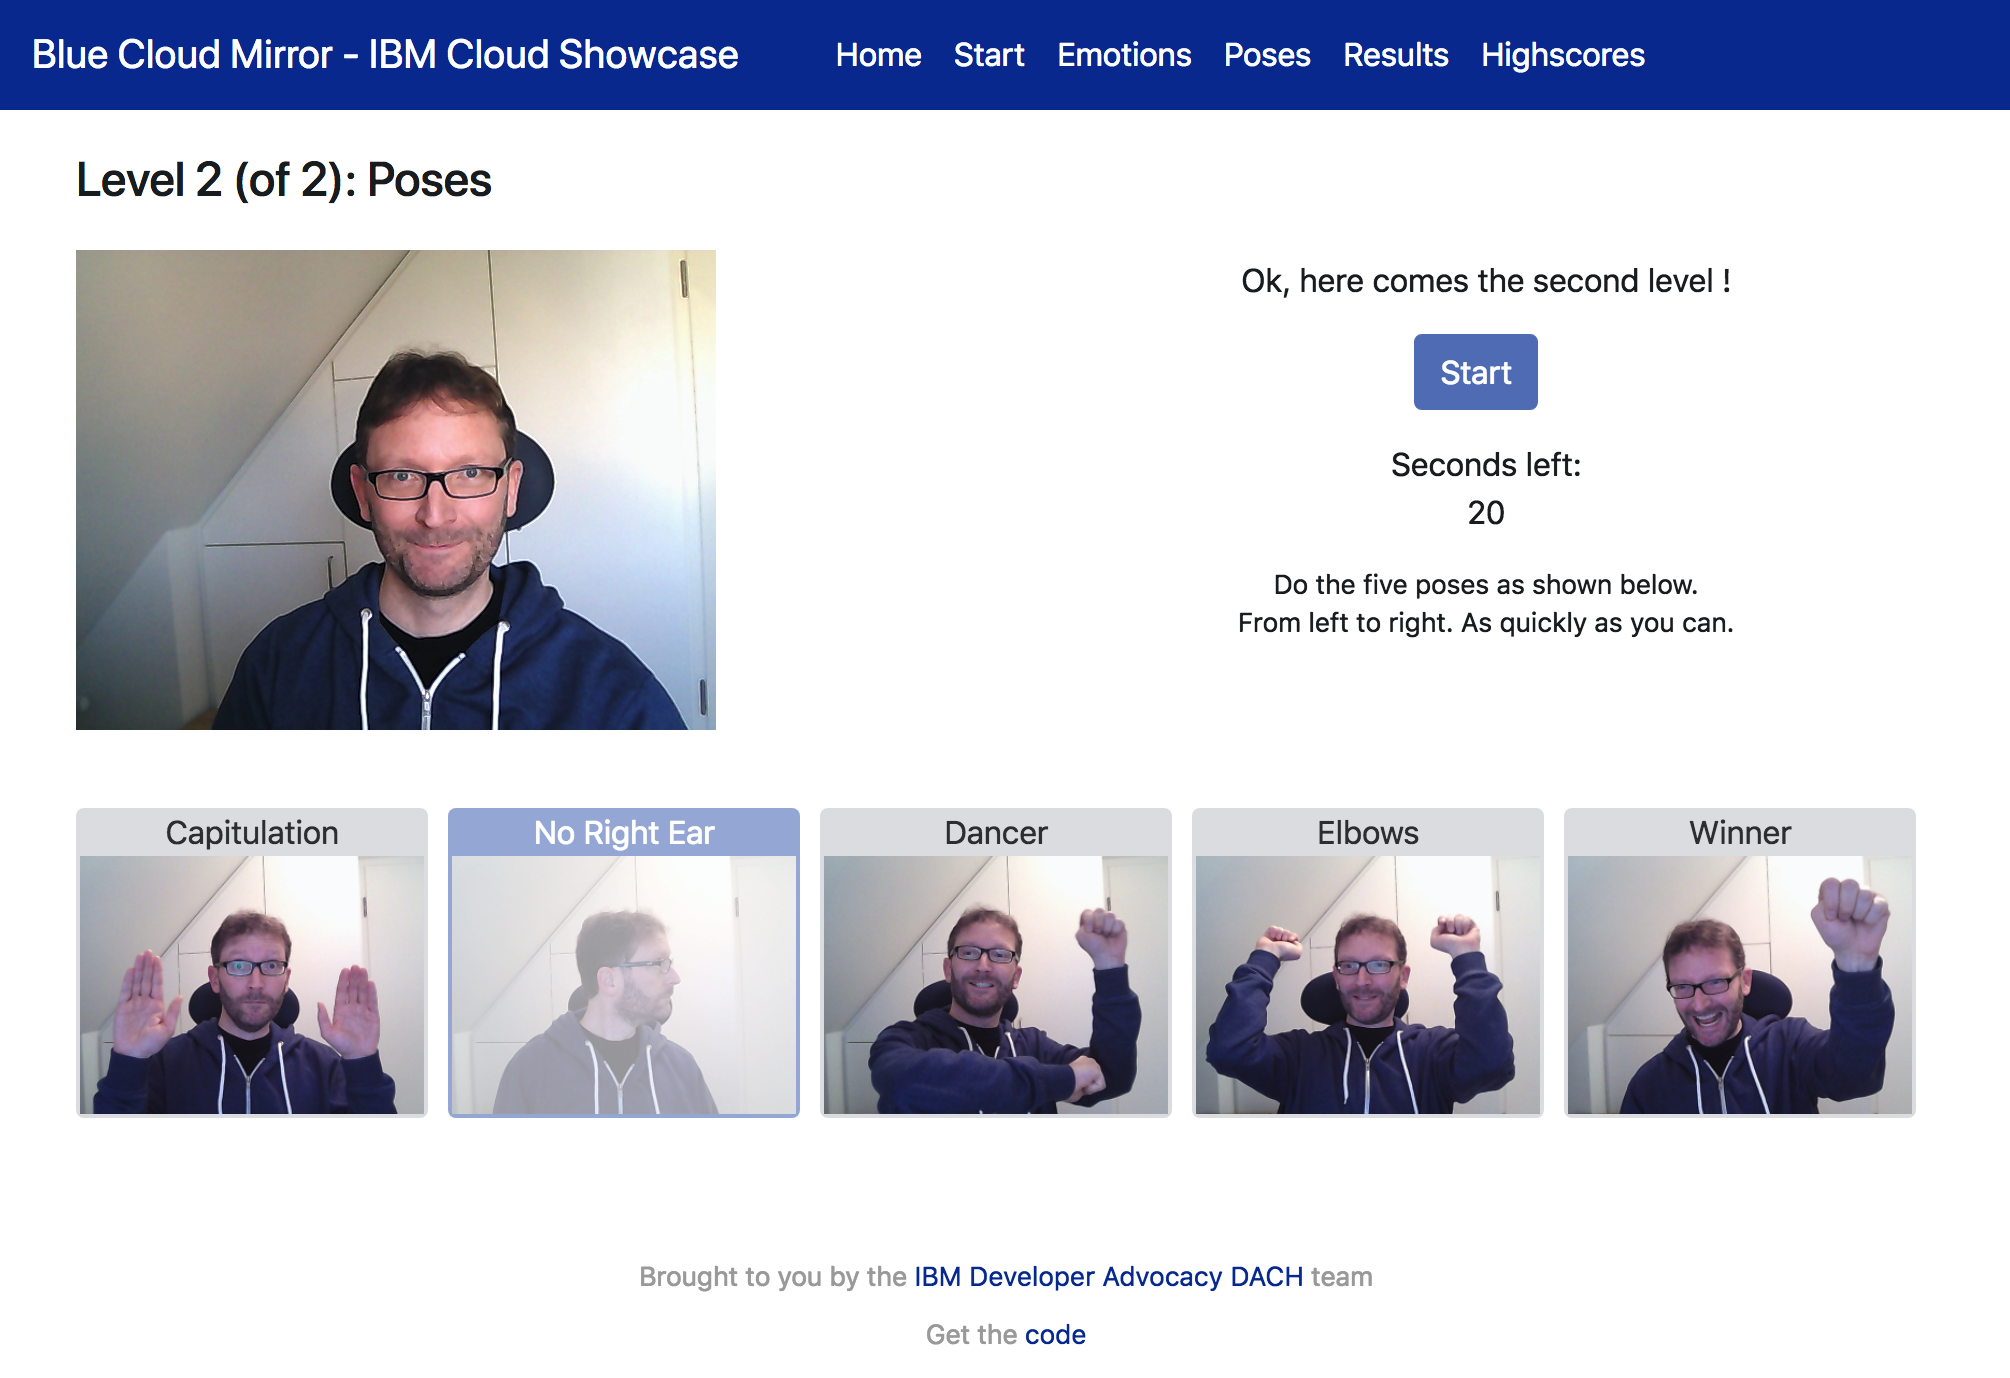 Blue Cloud Mirror - IBM Cloud Showcase
Home Start Emotions Poses Results Highscores
Level 2 (of 2): Poses
Ok, here comes the second level !
Start
Seconds left:
20
Do the five poses as shown below.
From left to right. As quickly as you can.
Capitulation
No Right Ear
Dancer
Elbows
Winner
Brought to you by the IBM Developer Advocacy DACH team
Get the code